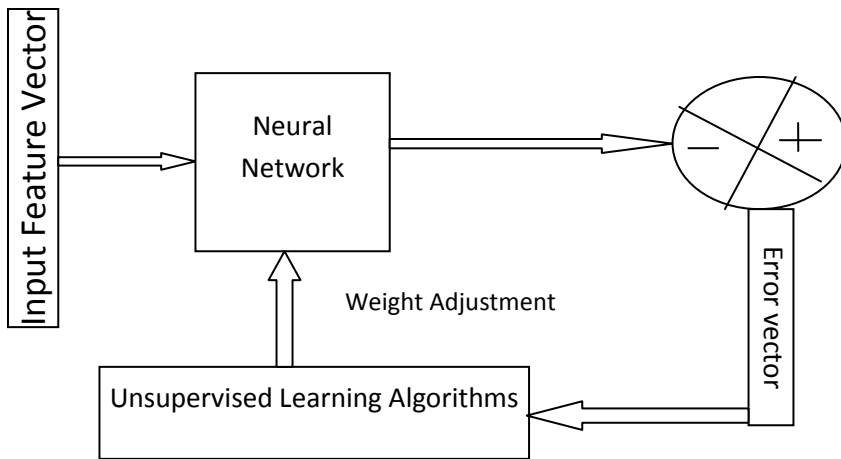 Input Feature Vector
Neural
Network
− +
Error vector
Weight Adjustment
Unsupervised Learning Algorithms